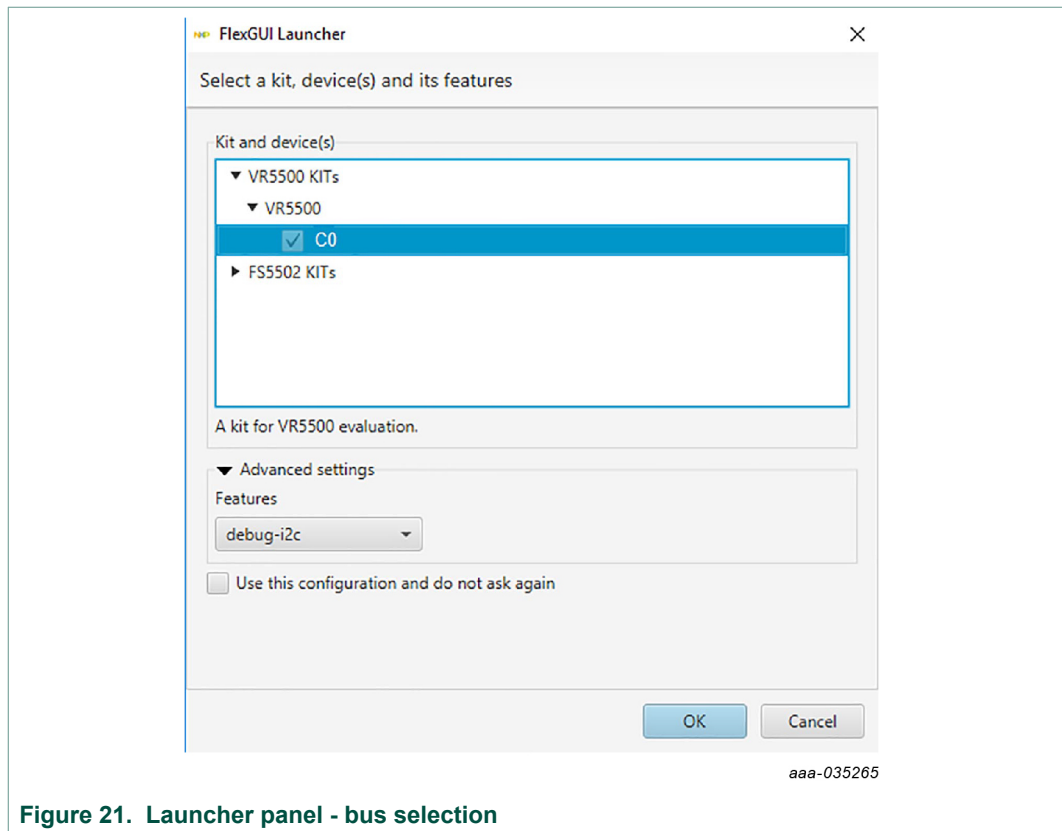 NXP FlexGUI Launcher
Select a kit, device(s) and its features
Kit and device(s)
VR5500 KITs
VR5500
C0
FS5502 KITs
A kit for VR5500 evaluation.
Advanced settings
Features
debug-i2c
Use this configuration and do not ask again
OK Cancel
aaa-035265
Figure 21. Launcher panel - bus selection